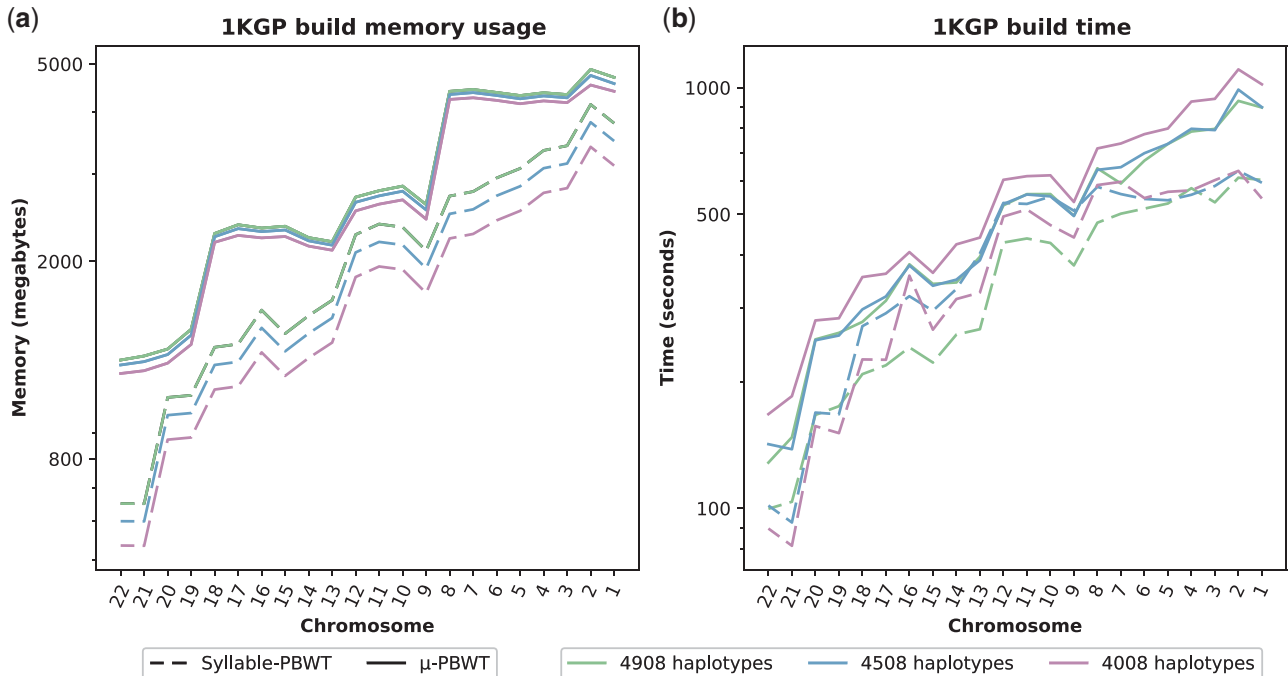 (a)
1KGP build memory usage
Memory (megabytes)
5000
2000
800
22 21 20 19 18 17 16 15 14 13 12 11 10 9 8 7 6 5 4 3 2 1
Chromosome
(b)
1KGP build time
Time (seconds)
1000
500
100
22 21 20 19 18 17 16 15 14 13 12 11 10 9 8 7 6 5 4 3 2 1
Chromosome
Syllable-PBWT μ-PBWT
4908 haplotypes 4508 haplotypes 4008 haplotypes